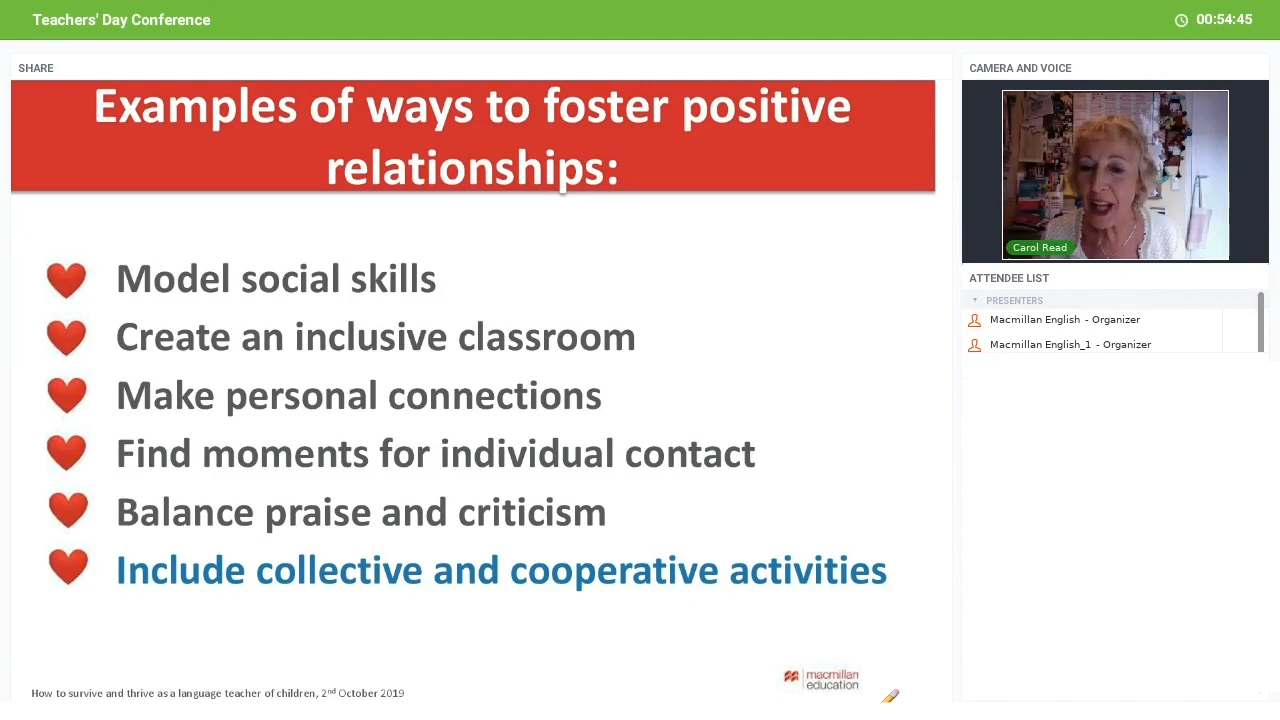 Teachers' Day Conference
00:54:45
SHARE
Examples of ways to foster positive
relationships:
Model social skills
Create an inclusive classroom
Make personal connections
Find moments for individual contact
Balance praise and criticism
Include collective and cooperative activities
How to survive and thrive as a language teacher of children, 2nd October 2019
macmillan
education
CAMERA AND VOICE
Carol Read
ATTENDEE LIST
PRESENTERS
Macmillan English - Organizer
Macmillan English_1 - Organizer